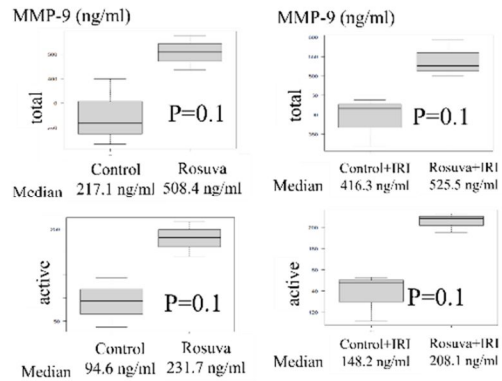 MMP-9 (ng/ml)
total
P=0.1
Control Rosuva
Median 217.1 ng/ml 508.4 ng/ml
MMP-9 (ng/ml)
total
P=0.1
Control+IRI Rosuva+IRI
Median 416.3 ng/ml 525.5 ng/ml
active
P=0.1
Control Rosuva
Median 94.6 ng/ml 231.7 ng/ml
active
P=0.1
Control+IRI Rosuva+IRI
Median 148.2 ng/ml 208.1 ng/ml